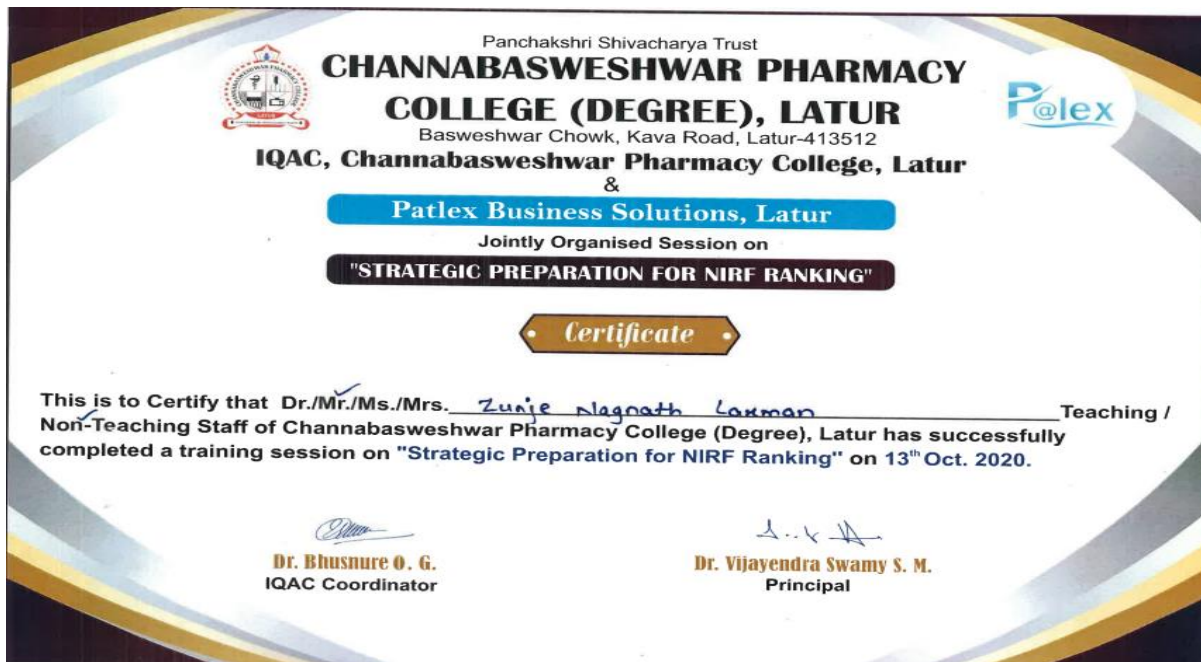 Panchakshri Shivacharya Trust
CHANNABASWESHWAR PHARMACY
COLLEGE (DEGREE), LATUR
Basweshwar Chowk, Kava Road, Latur-413512
IQAC, Channabasweshwar Pharmacy College, Latur
&
Patlex Business Solutions, Latur
Jointly Organised Session on
"STRATEGIC PREPARATION FOR NIRF RANKING"
Certificate
P@lex
LATUR
This is to Certify that Dr./Mr./Ms./Mrs. Zunje Nagnath Laxman Teaching /
Non-Teaching Staff of Channabasweshwar Pharmacy College (Degree), Latur has successfully
completed a training session on "Strategic Preparation for NIRF Ranking" on 13th Oct. 2020.
Dr. Bhusnure O. G.
IQAC Coordinator
Dr. Vijayendra Swamy S. M.
Principal